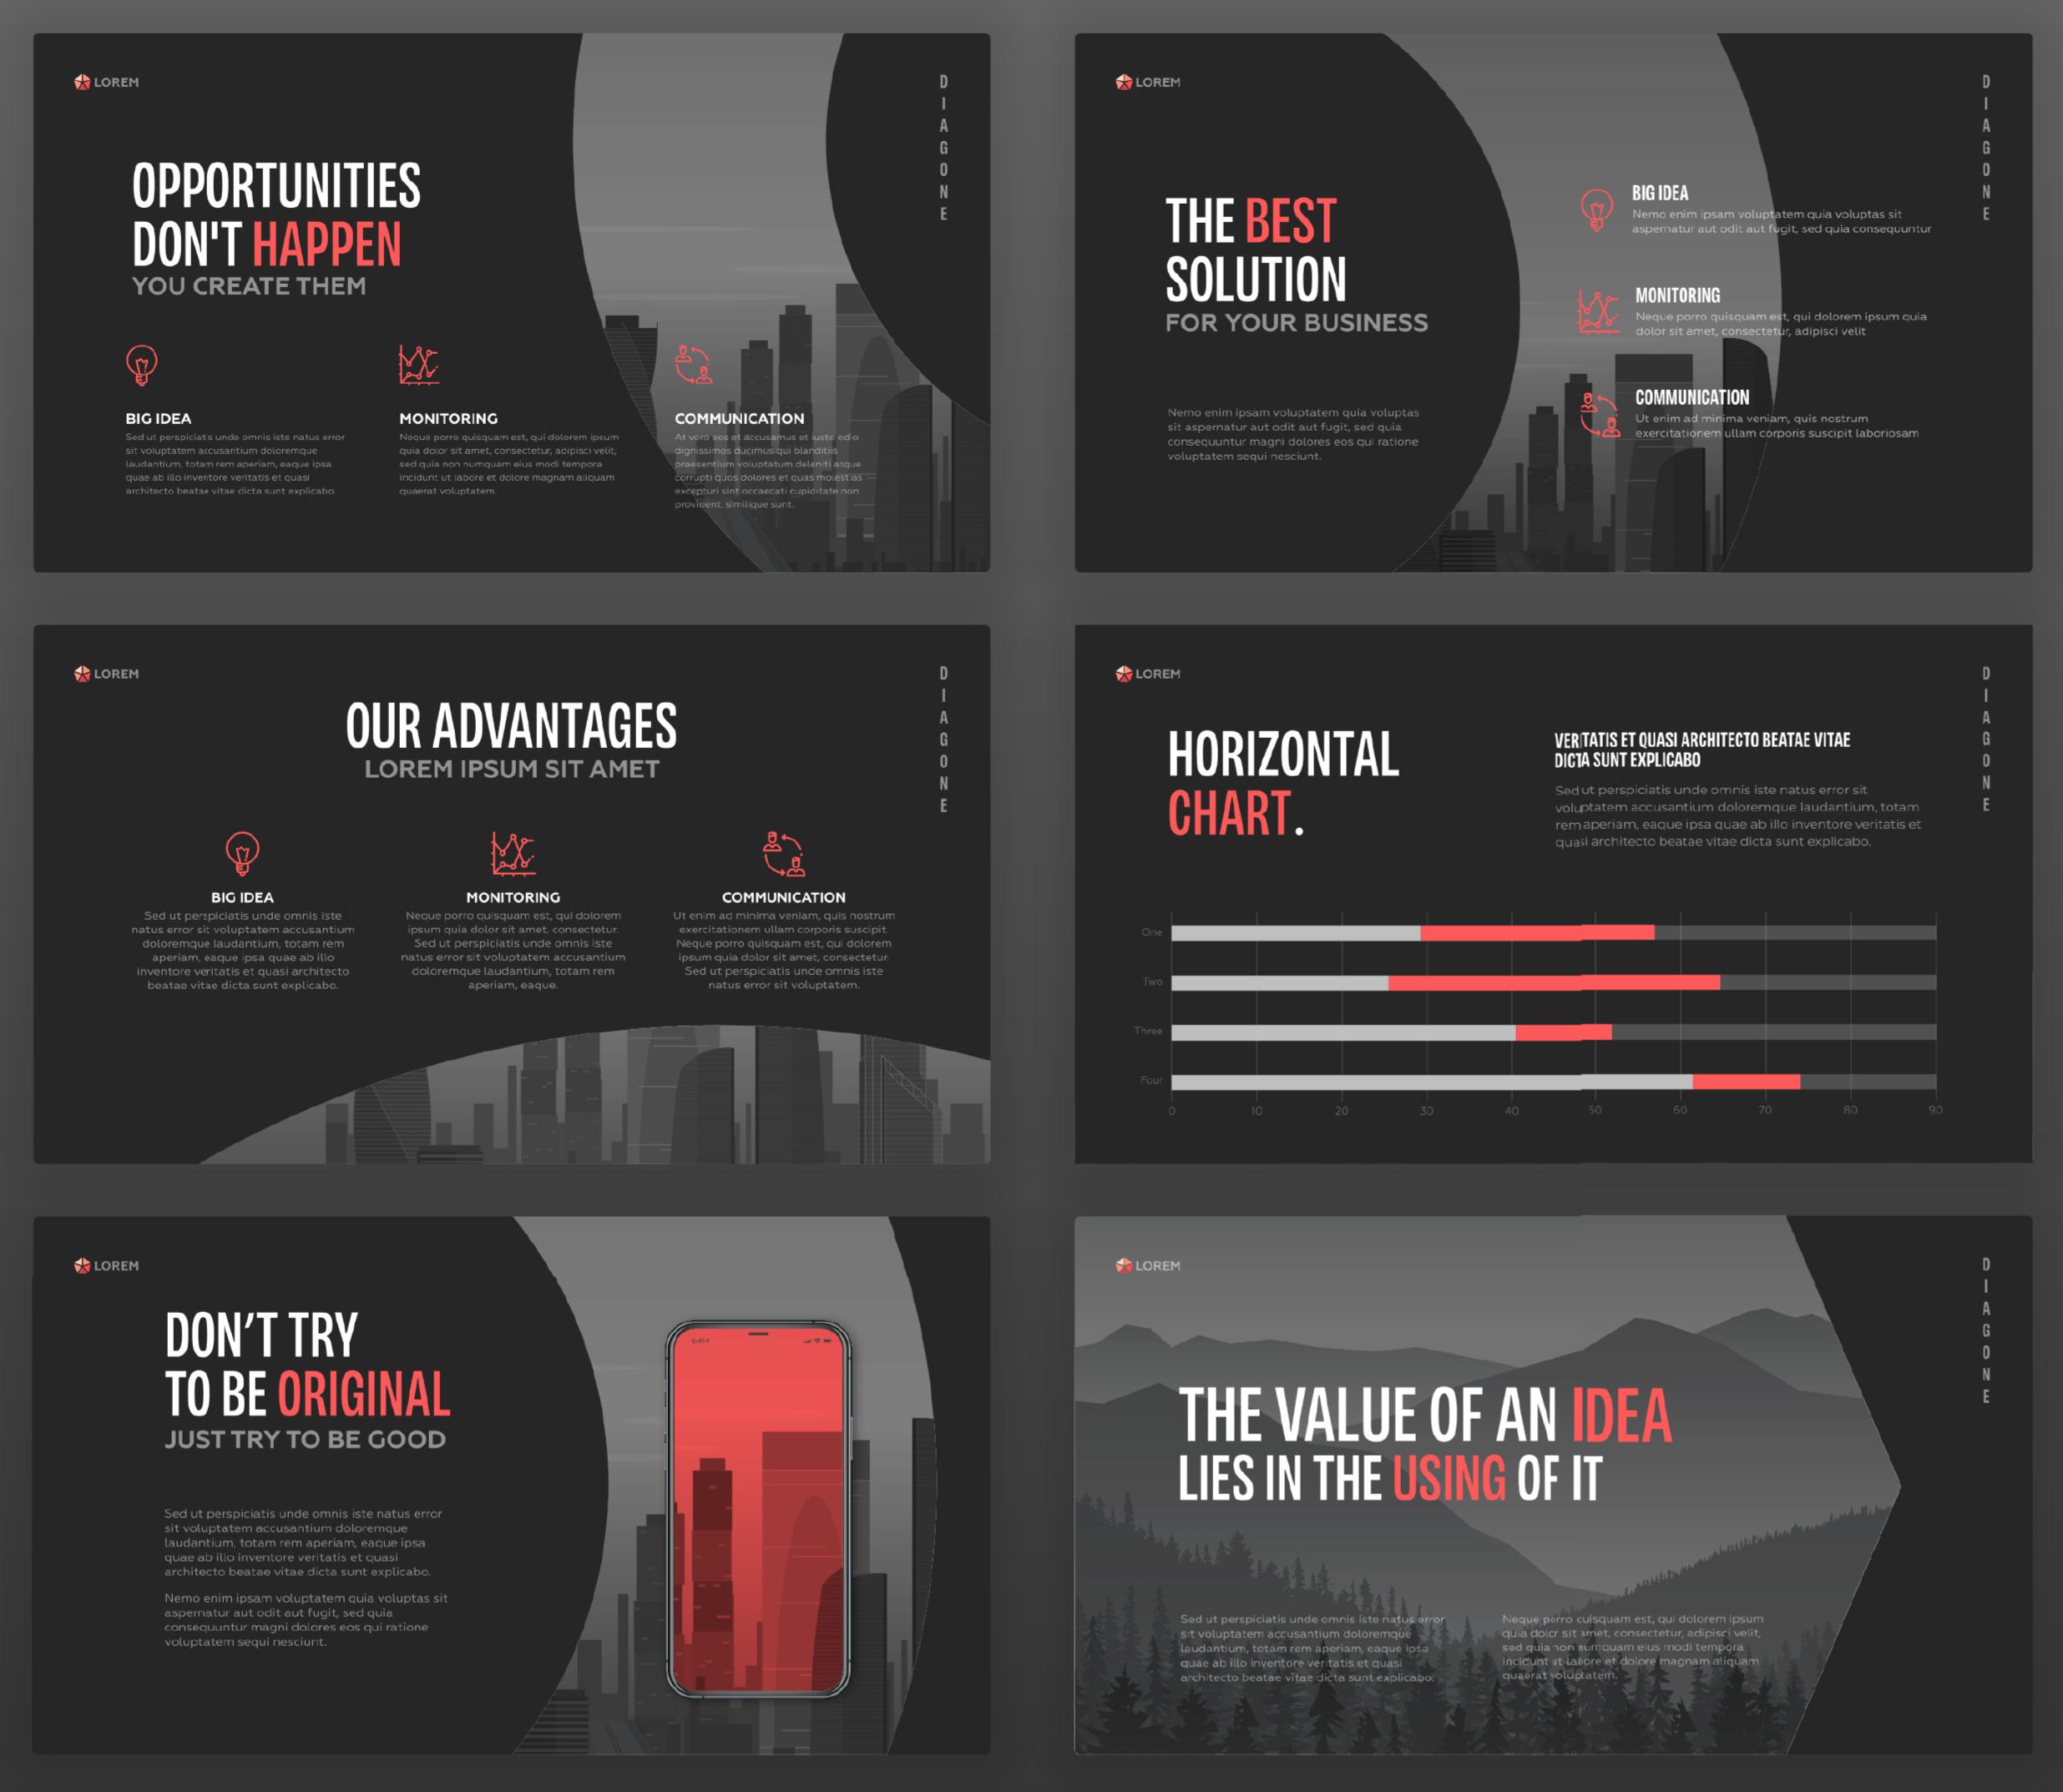 LOREM
DIAGONE
OPPORTUNITIES
DON'T HAPPEN
YOU CREATE THEM
BIG IDEA
Sed ut perspiciatis unde omnis iste natus error
sit voluptatem accusantium doloremque
laudantium, totam rem aperiam, eaque ipsa
quae ab illo inventore veritatis et quasi
architecto beatae vitae dicta sunt explicabo.
MONITORING
Neque porro quisquam est, qui dolorem ipsum
quia dolor sit amet, consectetur, adipisci velit,
sed quia non numquam eius modi tempora
incidunt ut labore et dolore magnam aliquam
quaerat voluptatem.
COMMUNICATION
At vero eos et accusamus et iusto odio
dignissimos ducimus qui blanditiis
praesentium voluptatum deleniti atque
corrupti quos dolores et quas molestias
excepturi sint occaecati cupiditate non
provident, similique sunt.
LOREM
DIAGONE
THE BEST
SOLUTION
FOR YOUR BUSINESS
Nemo enim ipsam voluptatem quia voluptas
sit aspernatur aut odit aut fugit, sed quia
consequuntur magni dolores eos qui ratione
voluptatem sequi nesciunt.
BIG IDEA
Nemo enim ipsam voluptatem quia voluptas sit
aspernatur aut odit aut fugit, sed quia consequuntur
MONITORING
Neque porro quisquam est, qui dolorem ipsum quia
dolor sit amet, consectetur, adipisci velit
COMMUNICATION
Ut enim ad minima veniam, quis nostrum
exercitationem ullam corporis suscipit laboriosam
LOREM
DIAGONE
OUR ADVANTAGES
LOREM IPSUM SIT AMET
BIG IDEA
Sed ut perspiciatis unde omnis iste
natus error sit voluptatem accusantium
doloremque laudantium, totam rem
aperiam, eaque ipsa quae ab illo
inventore veritatis et quasi architecto
beatae vitae dicta sunt explicabo.
MONITORING
Neque porro quisquam est, qui dolorem
ipsum quia dolor sit amet, consectetur.
Sed ut perspiciatis unde omnis iste
natus error sit voluptatem accusantium
doloremque laudantium, totam rem
aperiam, eaque.
COMMUNICATION
Ut enim ad minima veniam, quis nostrum
exercitationem ullam corporis suscipit.
Neque porro quisquam est, qui dolorem
ipsum quia dolor sit amet, consectetur.
Sed ut perspiciatis unde omnis iste
natus error sit voluptatem.
LOREM
DIAGONE
HORIZONTAL
CHART.
VERITATIS ET QUASI ARCHITECTO BEATAE VITAE
DICTA SUNT EXPLICABO
Sed ut perspiciatis unde omnis iste natus error sit
voluptatem accusantium doloremque laudantium, totam
rem aperiam, eaque ipsa quae ab illo inventore veritatis et
quasi architecto beatae vitae dicta sunt explicabo.
One
Two
Three
Four
0 10 20 30 40 50 60 70 80 90
LOREM
DON’T TRY
TO BE ORIGINAL
JUST TRY TO BE GOOD
Sed ut perspiciatis unde omnis iste natus error
sit voluptatem accusantium doloremque
laudantium, totam rem aperiam, eaque ipsa
quae ab illo inventore veritatis et quasi
architecto beatae vitae dicta sunt explicabo.
Nemo enim ipsam voluptatem quia voluptas sit
aspernatur aut odit aut fugit, sed quia
consequuntur magni dolores eos qui ratione
voluptatem sequi nesciunt.
LOREM
DIAGONE
THE VALUE OF AN IDEA
LIES IN THE USING OF IT
Sed ut perspiciatis unde omnis iste natus error
sit voluptatem accusantium doloremque
laudantium, totam rem aperiam, eaque ipsa
quae ab illo inventore veritatis et quasi
architecto beatae vitae dicta sunt explicabo.
Neque porro cuisquam est, qui dolorem ipsum
quia dolor sit amet, consectetur, adipisci velit,
sed quia non numquam eius modi tempora
incidunt ut labore et dolore magnam aliquam
quaerat voluptatem.